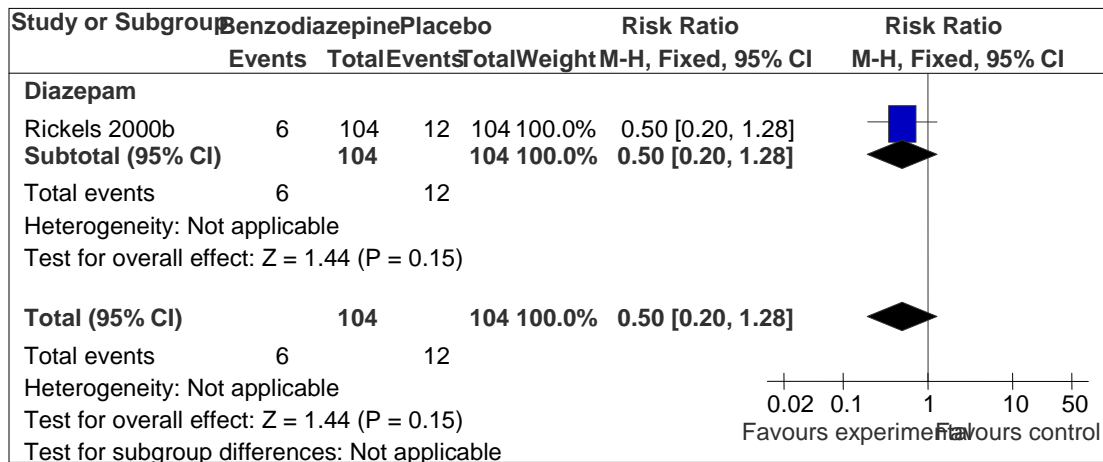 Study or Subgroup Benzodiazepine Placebo Risk Ratio Risk Ratio
Events Total Events Total Weight M-H, Fixed, 95% CI M-H, Fixed, 95% CI
Diazepam
Rickels 2000b 6 104 12 104 100.0% 0.50 [0.20, 1.28]
Subtotal (95% CI) 104 104 100.0% 0.50 [0.20, 1.28]
Total events 6 12
Heterogeneity: Not applicable
Test for overall effect: Z = 1.44 (P = 0.15)
Total (95% CI) 104 104 100.0% 0.50 [0.20, 1.28]
Total events 6 12
Heterogeneity: Not applicable
0.02 0.1 1 10 50
Test for overall effect: Z = 1.44 (P = 0.15)
Favours experimental Favours control
Test for subgroup differences: Not applicable